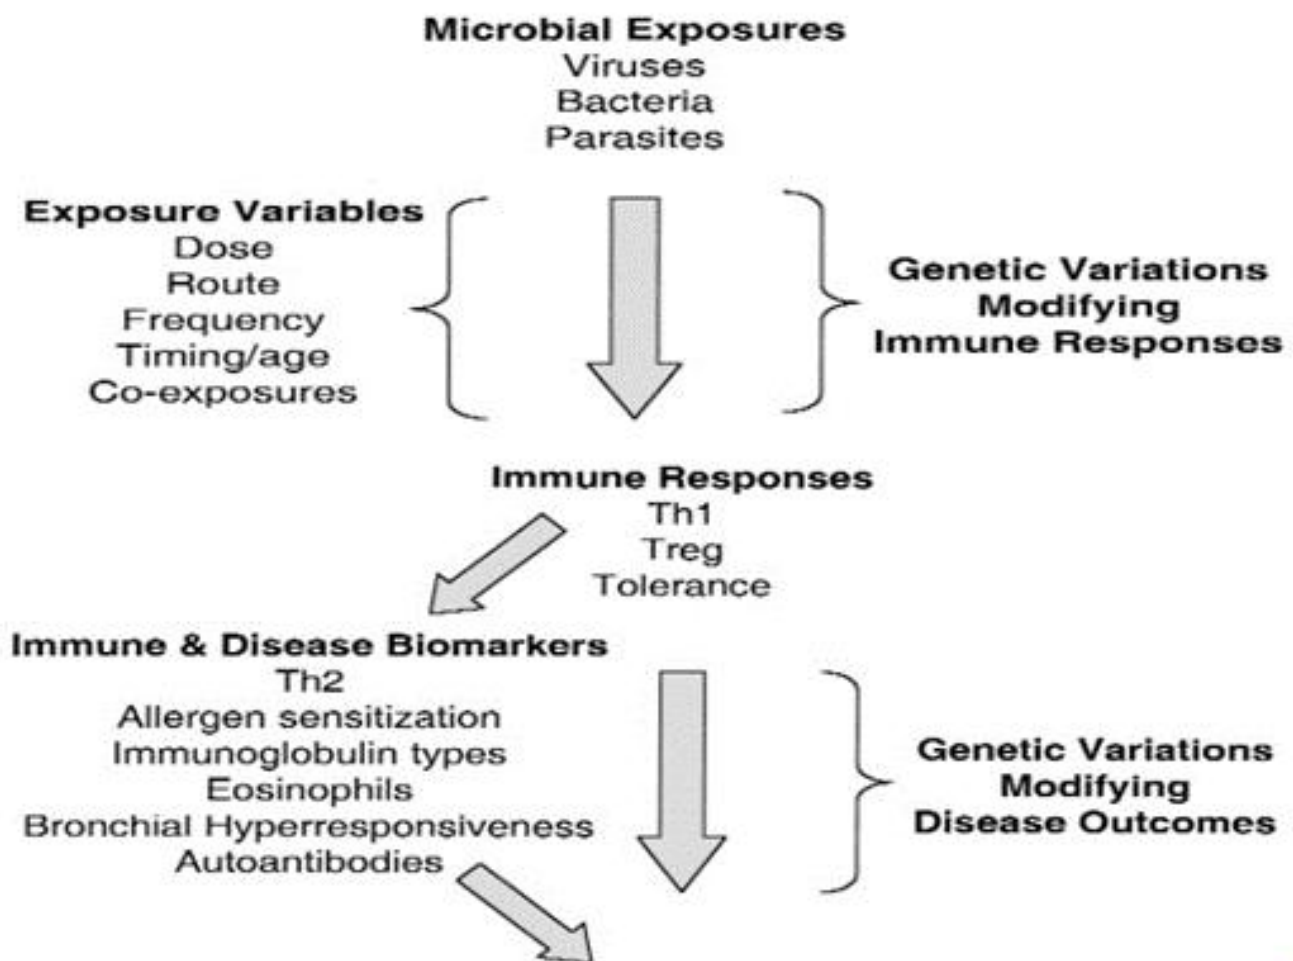 Microbial Exposures
Viruses
Bacteria
Parasites
Exposure Variables
Dose
Route
Frequency
Timing/age
Co-exposures
Genetic Variations
Modifying
Immune Responses
Immune Responses
Th1
Treg
Tolerance
Immune & Disease Biomarkers
Th2
Allergen sensitization
Immunoglobulin types
Eosinophils
Bronchial Hyperresponsiveness
Autoantibodies
Genetic Variations
Modifying
Disease Outcomes